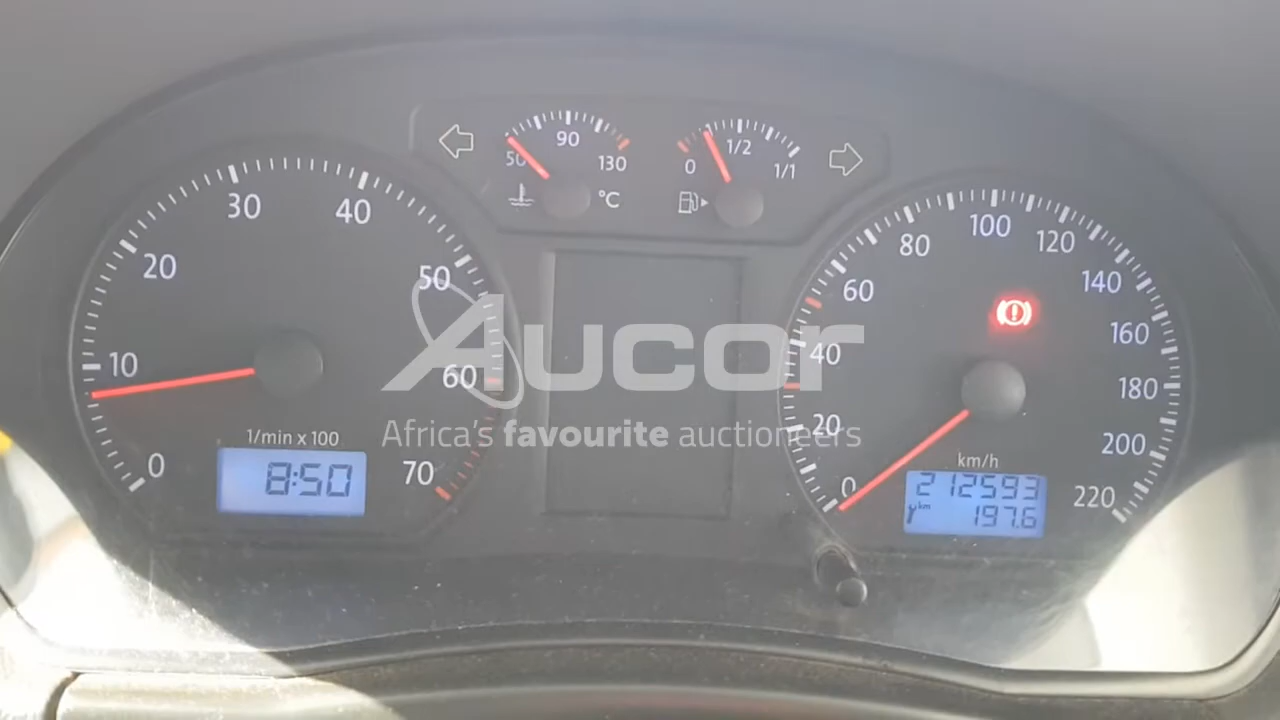 50 90 130 °C
0 1/2 1/1
0 10 20 30 40 50 60 70
1/min x 100
8:50
0 20 40 60 80 100 120 140 160 180 200 220
km/h
212593
km 197.6
Aucor
Africa's favourite auctioneers